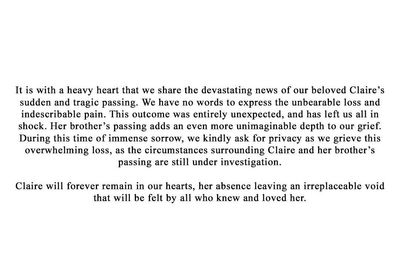 It is with a heavy heart that we share the devastating news of our beloved Claire's
sudden and tragic passing. We have no words to express the unbearable loss and
indescribable pain. This outcome was entirely unexpected, and has left us all in
shock. Her brother's passing adds an even more unimaginable depth to our grief.
During this time of immense sorrow, we kindly ask for privacy as we grieve this
overwhelming loss, as the circumstances surrounding Claire and her brother's
passing are still under investigation.
Claire will forever remain in our hearts, her absence leaving an irreplaceable void
that will be felt by all who knew and loved her.